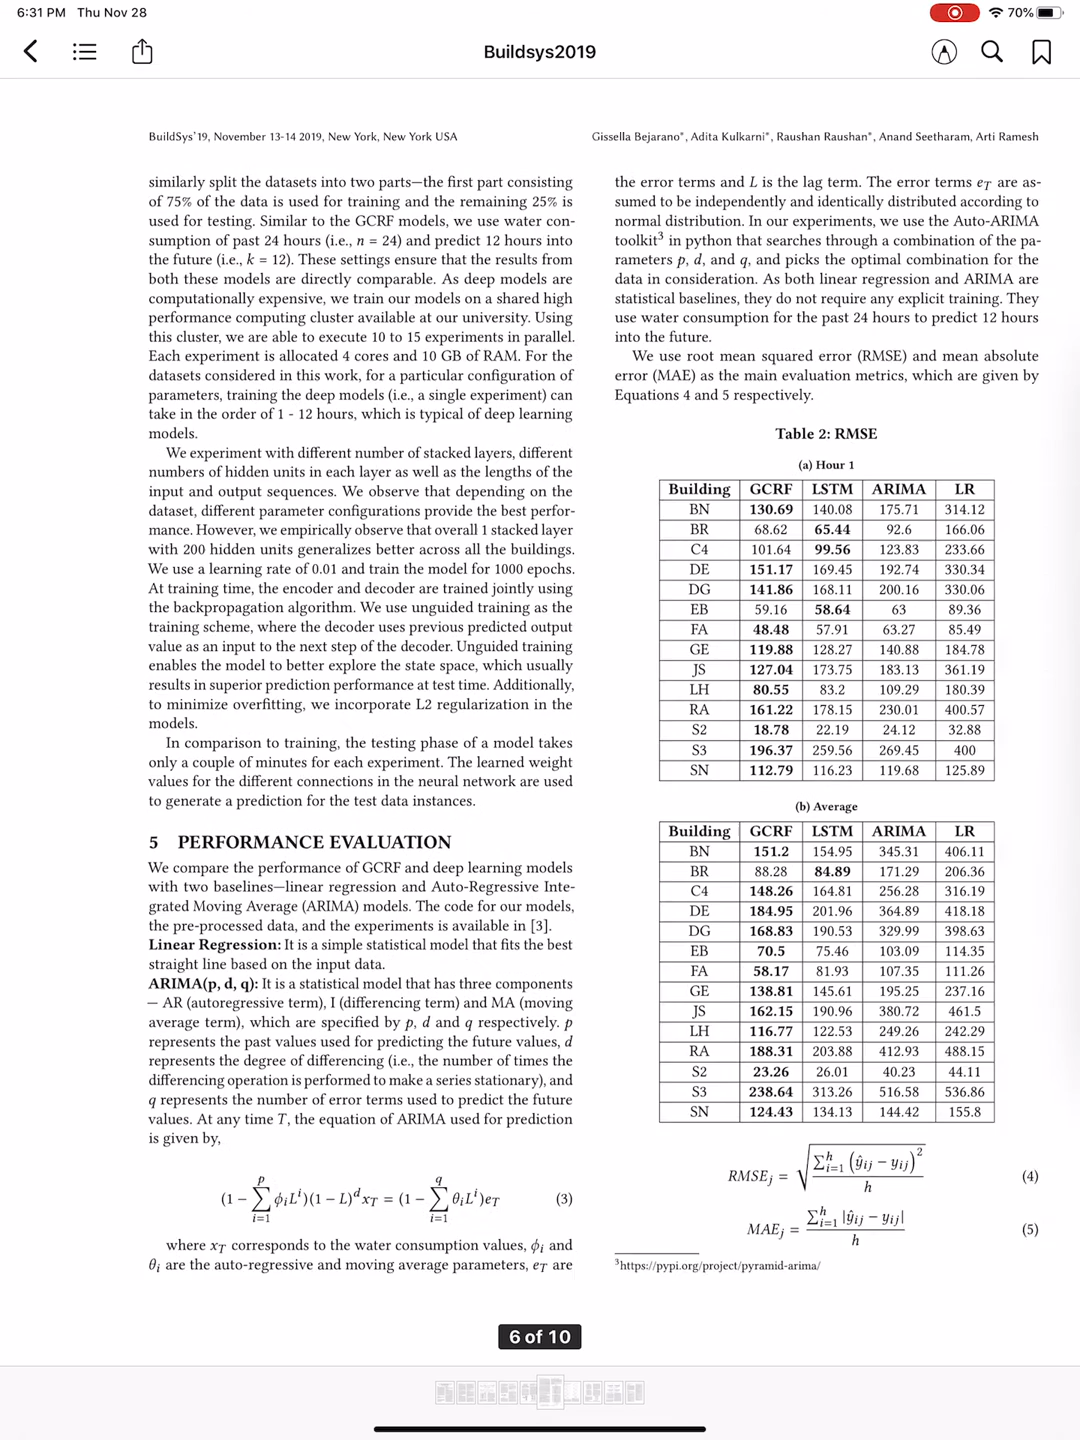 6:31 PM Thu Nov 28
70%
Buildsys2019
BuildSys'19, November 13-14 2019, New York, New York USA
Gissella Bejarano*, Adita Kulkarni*, Raushan Raushan*, Anand Seetharam, Arti Ramesh
similarly split the datasets into two parts—the first part consisting
of 75% of the data is used for training and the remaining 25% is
used for testing. Similar to the GCRF models, we use water con-
sumption of past 24 hours (i.e., n = 24) and predict 12 hours into
the future (i.e., k = 12). These settings ensure that the results from
both these models are directly comparable. As deep models are
computationally expensive, we train our models on a shared high
performance computing cluster available at our university. Using
this cluster, we are able to execute 10 to 15 experiments in parallel.
Each experiment is allocated 4 cores and 10 GB of RAM. For the
datasets considered in this work, for a particular configuration of
parameters, training the deep models (i.e., a single experiment) can
take in the order of 1 - 12 hours, which is typical of deep learning
models.
We experiment with different number of stacked layers, different
numbers of hidden units in each layer as well as the lengths of the
input and output sequences. We observe that depending on the
dataset, different parameter configurations provide the best perfor-
mance. However, we empirically observe that overall 1 stacked layer
with 200 hidden units generalizes better across all the buildings.
We use a learning rate of 0.01 and train the model for 1000 epochs.
At training time, the encoder and decoder are trained jointly using
the backpropagation algorithm. We use unguided training as the
training scheme, where the decoder uses previous predicted output
value as an input to the next step of the decoder. Unguided training
enables the model to better explore the state space, which usually
results in superior prediction performance at test time. Additionally,
to minimize overfitting, we incorporate L2 regularization in the
models.
In comparison to training, the testing phase of a model takes
only a couple of minutes for each experiment. The learned weight
values for the different connections in the neural network are used
to generate a prediction for the test data instances.
5 PERFORMANCE EVALUATION
We compare the performance of GCRF and deep learning models
with two baselines—linear regression and Auto-Regressive Inte-
grated Moving Average (ARIMA) models. The code for our models,
the pre-processed data, and the experiments is available in [3].
Linear Regression: It is a simple statistical model that fits the best
straight line based on the input data.
ARIMA(p, d, q): It is a statistical model that has three components
— AR (autoregressive term), I (differencing term) and MA (moving
average term), which are specified by p, d and q respectively. p
represents the past values used for predicting the future values, d
represents the degree of differencing (i.e., the number of times the
differencing operation is performed to make a series stationary), and
q represents the number of error terms used to predict the future
values. At any time T, the equation of ARIMA used for prediction
is given by,
(1 − ∑_{i=1}^{p} ϕ_i L^i)(1 − L)^d x_T = (1 − ∑_{i=1}^{q} θ_i L^i)e_T (3)
where x_T corresponds to the water consumption values, ϕ_i and
θ_i are the auto-regressive and moving average parameters, e_T are
the error terms and L is the lag term. The error terms e_T are as-
sumed to be independently and identically distributed according to
normal distribution. In our experiments, we use the Auto-ARIMA
toolkit³ in python that searches through a combination of the pa-
rameters p, d, and q, and picks the optimal combination for the
data in consideration. As both linear regression and ARIMA are
statistical baselines, they do not require any explicit training. They
use water consumption for the past 24 hours to predict 12 hours
into the future.
We use root mean squared error (RMSE) and mean absolute
error (MAE) as the main evaluation metrics, which are given by
Equations 4 and 5 respectively.
Table 2: RMSE
(a) Hour 1
Building GCRF LSTM ARIMA LR
BN 130.69 140.08 175.71 314.12
BR 68.62 65.44 92.6 166.06
C4 101.64 99.56 123.83 233.66
DE 151.17 169.45 192.74 330.34
DG 141.86 168.11 200.16 330.06
EB 59.16 58.64 63 89.36
FA 48.48 57.91 63.27 85.49
GE 119.88 128.27 140.88 184.78
JS 127.04 173.75 183.13 361.19
LH 80.55 83.2 109.29 180.39
RA 161.22 178.15 230.01 400.57
S2 18.78 22.19 24.12 32.88
S3 196.37 259.56 269.45 400
SN 112.79 116.23 119.68 125.89
(b) Average
Building GCRF LSTM ARIMA LR
BN 151.2 154.95 345.31 406.11
BR 88.28 84.89 171.29 206.36
C4 148.26 164.81 256.28 316.19
DE 184.95 201.96 364.89 418.18
DG 168.83 190.53 329.99 398.63
EB 70.5 75.46 103.09 114.35
FA 58.17 81.93 107.35 111.26
GE 138.81 145.61 195.25 237.16
JS 162.15 190.96 380.72 461.5
LH 116.77 122.53 249.26 242.29
RA 188.31 203.88 412.93 488.15
S2 23.26 26.01 40.23 44.11
S3 238.64 313.26 516.58 536.86
SN 124.43 134.13 144.42 155.8
RMSE_j = √(∑_{i=1}^{h} (ŷ_ij − y_ij)² / h) (4)
MAE_j = ∑_{i=1}^{h} |ŷ_ij − y_ij| / h (5)
³https://pypi.org/project/pyramid-arima/
6 of 10